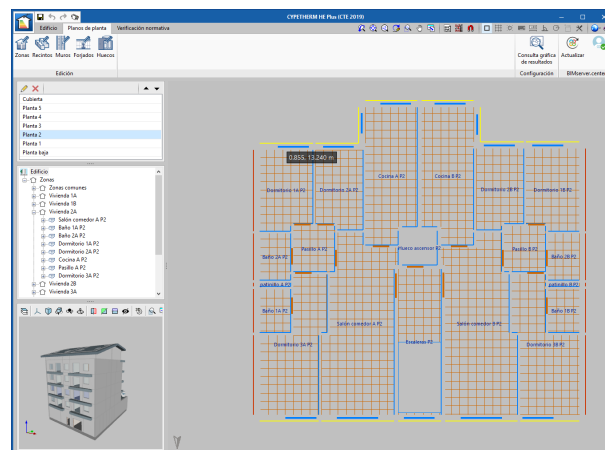 CYPETHERM HE Plus (CTE 2019)
Edificio Planos de planta Verificación normativa
Zonas Recintos Muros Forjados Huecos
Consulta gráfica de resultados
Actualizar
Edición
Configuración
BIMserver.center
Cubierta
Planta 5
Planta 4
Planta 3
Planta 2
Planta 1
Planta baja
Edificio
Zonas
Zonas comunes
Vivienda 1A
Vivienda 1B
Vivienda 2A
Salón comedor A P2
Baño 1A P2
Baño 2A P2
Dormitorio 1A P2
Dormitorio 2A P2
Cocina A P2
Pasillo A P2
Dormitorio 3A P2
Vivienda 2B
Vivienda 3A
0.855, 13.240 m
Cocina A P2
Cocina B P2
Dormitorio 1A P2
Dormitorio 2A P2
Dormitorio 2B P2
Dormitorio 1B P2
Baño 2A P2
Pasillo A P2
Hueco ascensor P2
Pasillo B P2
Baño 2B P2
patinillo A P2
patinillo B P2
Baño 1A P2
Salón comedor A P2
Salón comedor B P2
Baño 1B P2
Dormitorio 3A P2
Escaleras P2
Dormitorio 3B P2